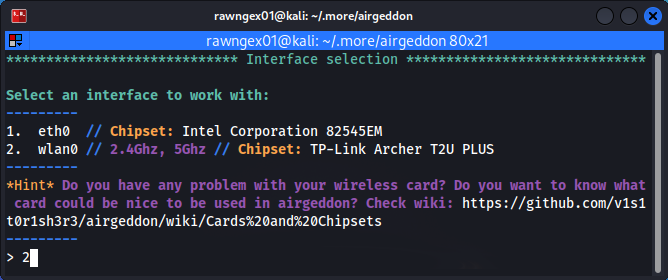 rawngex01@kali: ~/.more/airgeddon
rawngex01@kali: ~/.more/airgeddon 80x21
**************************** Interface selection *****************************
Select an interface to work with:
---------
1.  eth0  // Chipset: Intel Corporation 82545EM
2.  wlan0 // 2.4Ghz, 5Ghz // Chipset: TP-Link Archer T2U PLUS
---------
*Hint* Do you have any problem with your wireless card? Do you want to know what
card could be nice to be used in airgeddon? Check wiki: https://github.com/v1s1
t0r1sh3r3/airgeddon/wiki/Cards%20and%20Chipsets
---------
> 2